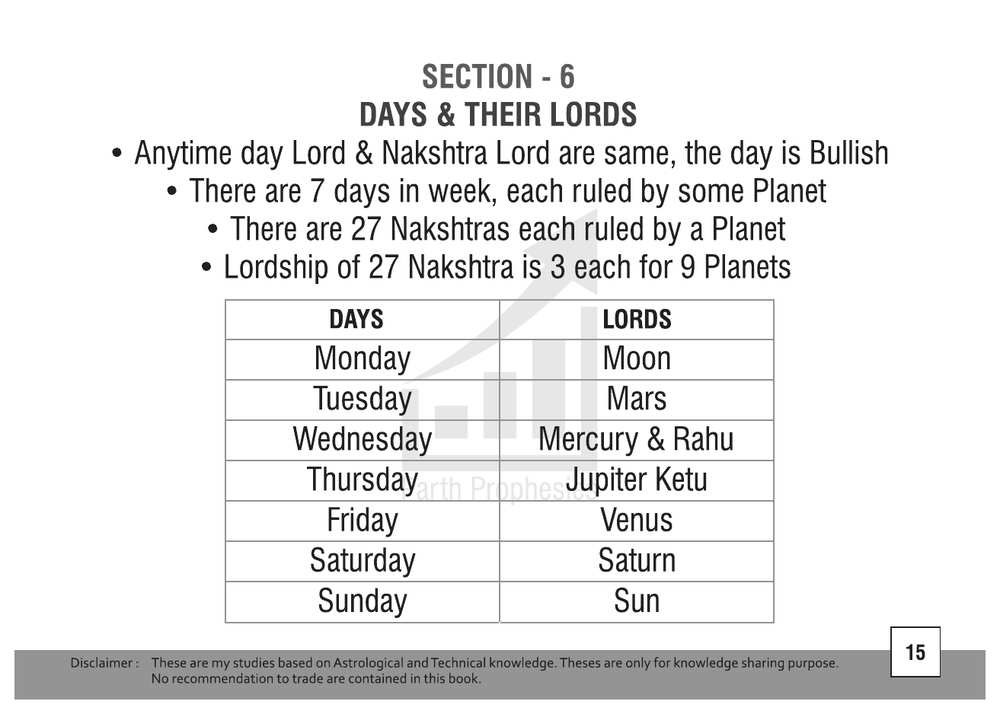 SECTION - 6
DAYS & THEIR LORDS
• Anytime day Lord & Nakshtra Lord are same, the day is Bullish
• There are 7 days in week, each ruled by some Planet
• There are 27 Nakshtras each ruled by a Planet
• Lordship of 27 Nakshtra is 3 each for 9 Planets
DAYS LORDS
Monday Moon
Tuesday Mars
Wednesday Mercury & Rahu
Thursday Jupiter Ketu
Friday Venus
Saturday Saturn
Sunday Sun
Disclaimer : These are my studies based on Astrological and Technical knowledge. Theses are only for knowledge sharing purpose.
No recommendation to trade are contained in this book.
15